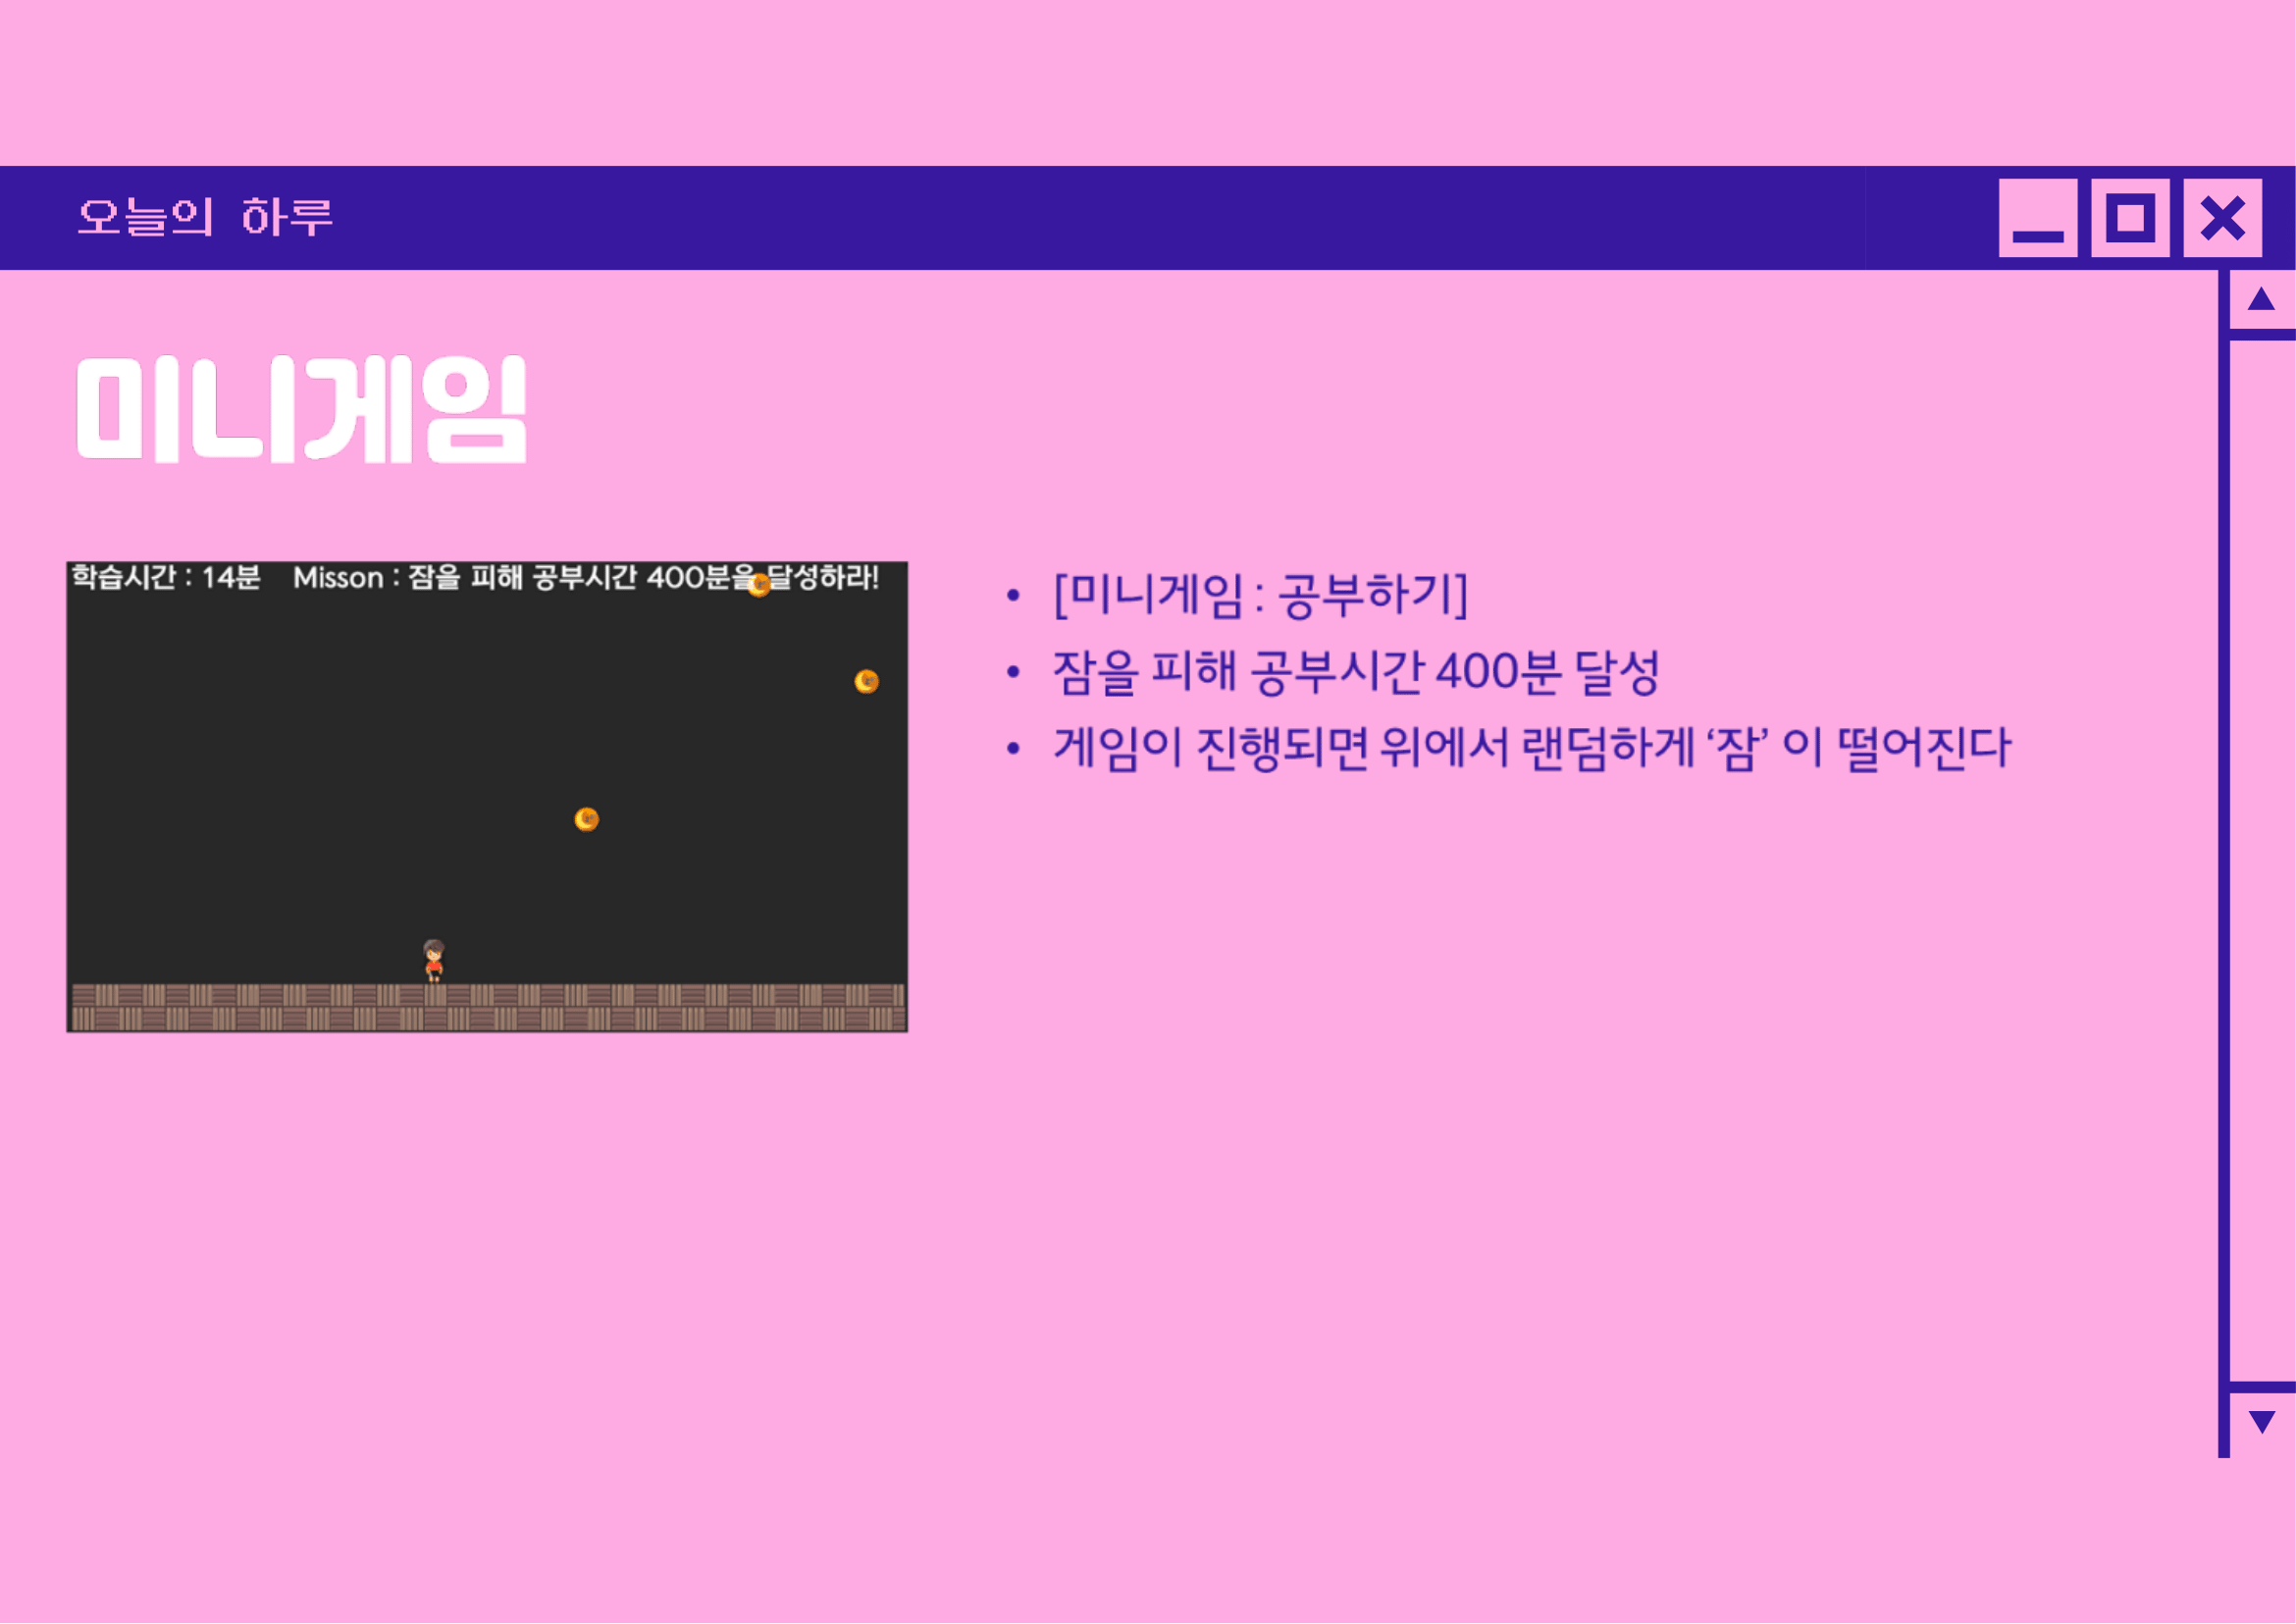 오늘의 하루
미니게임
학습시간 : 14분 Misson : 잠을 피해 공부시간 400분을 달성하라!
• [미니게임 : 공부하기]
• 잠을 피해 공부시간 400분 달성
• 게임이 진행되면 위에서 랜덤하게 ‘잠’ 이 떨어진다